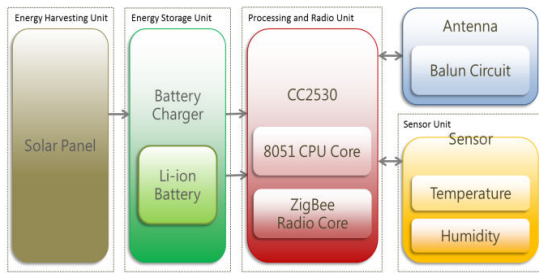 Energy Harvesting Unit
Solar Panel
Energy Storage Unit
Battery
Charger
Li-ion
Battery
Processing and Radio Unit
CC2530
8051 CPU Core
ZigBee
Radio Core
Antenna
Balun Circuit
Sensor Unit
Sensor
Temperature
Humidity